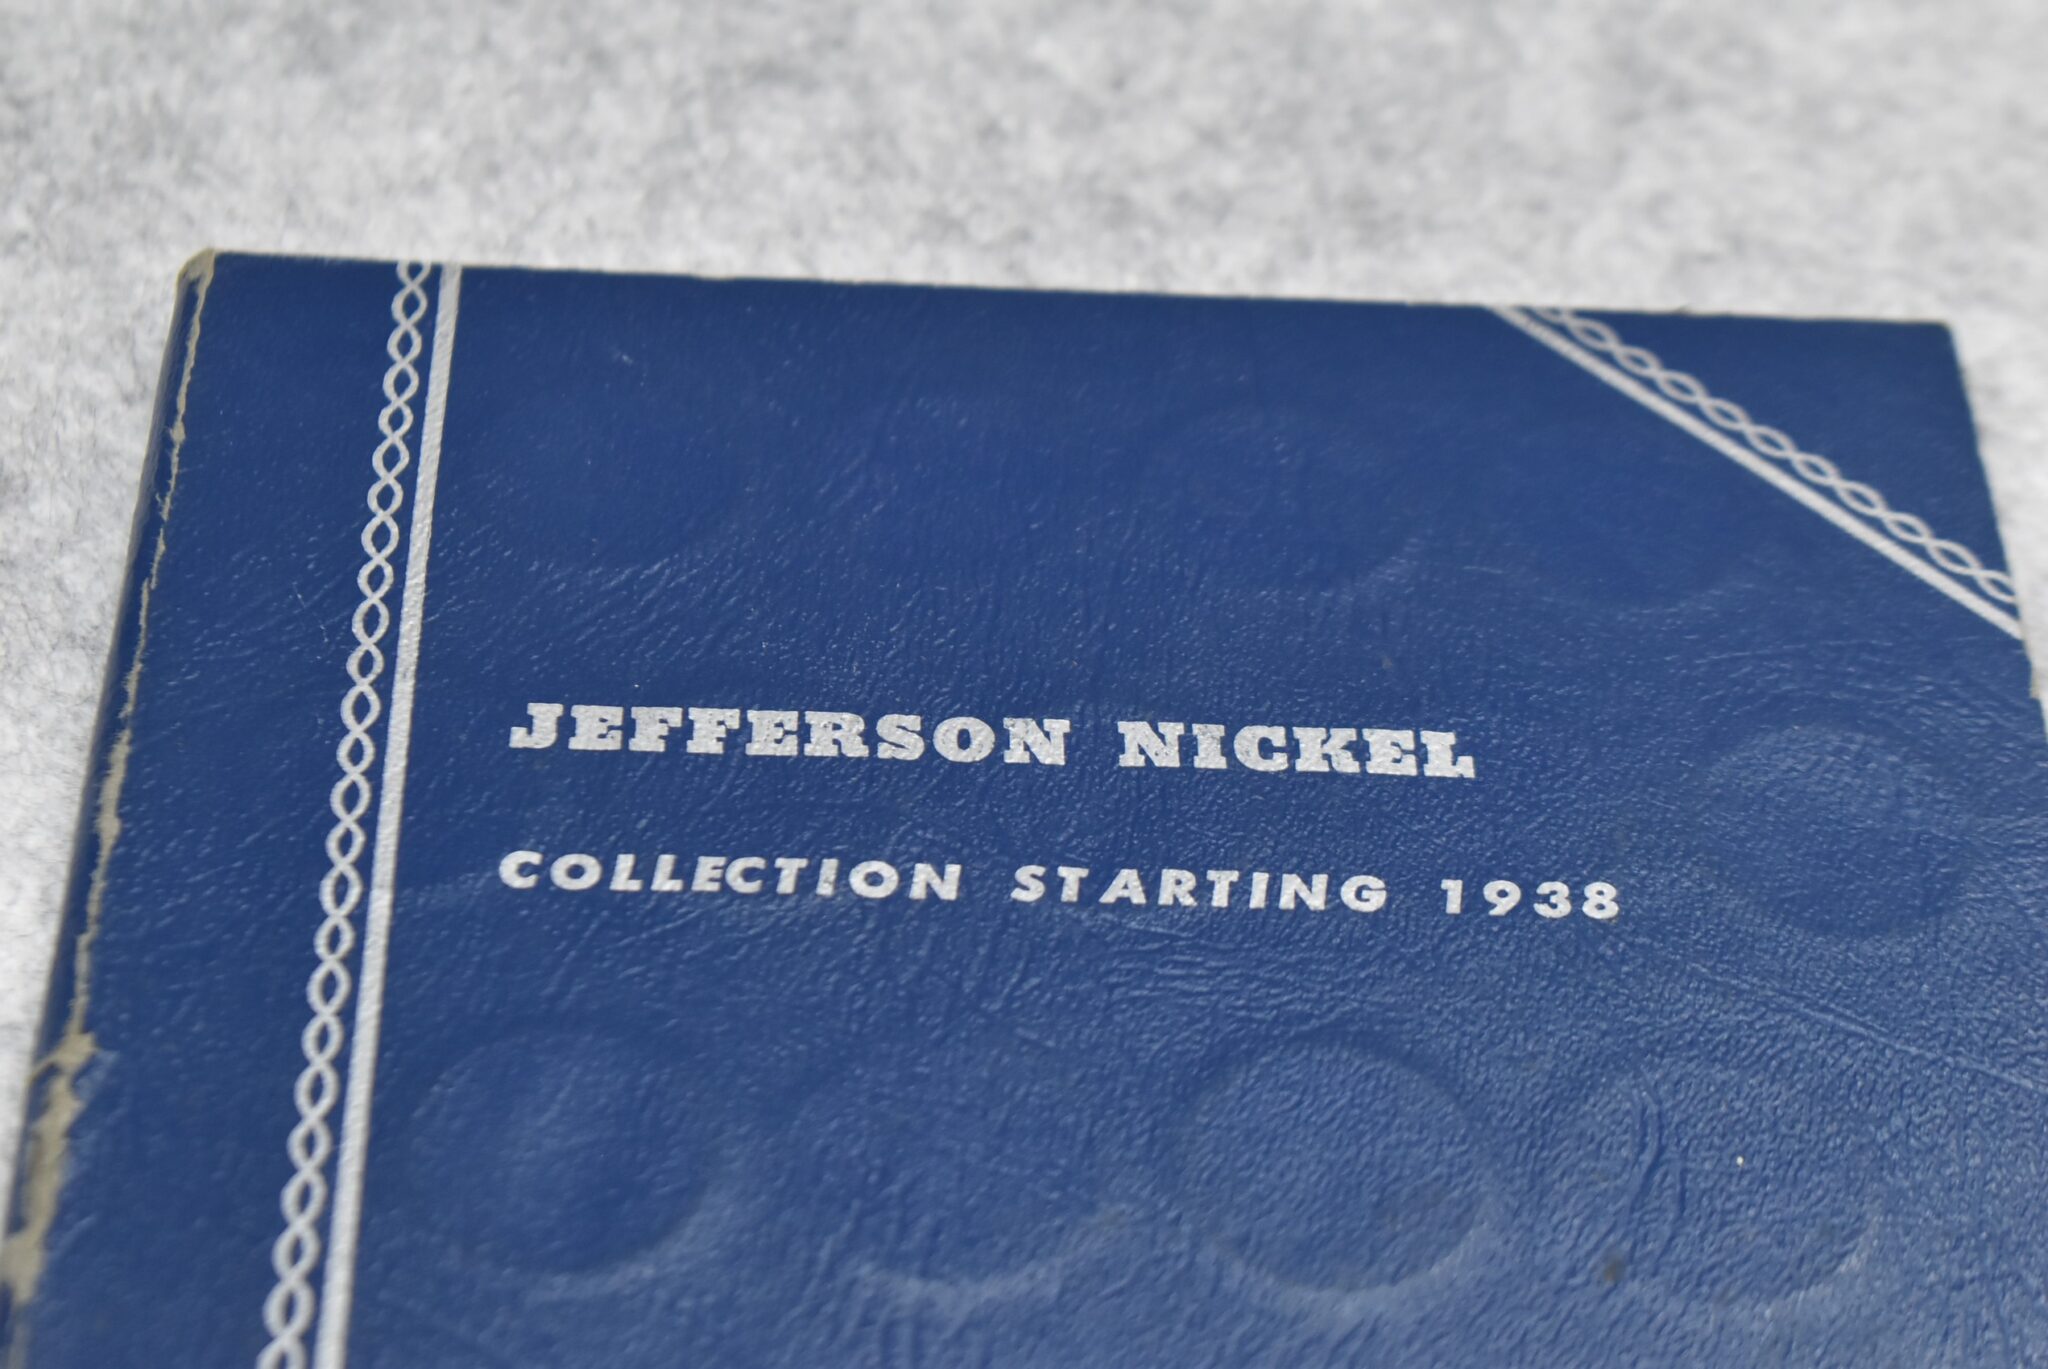 JEFFERSON NICKEL
COLLECTION STARTING 1938